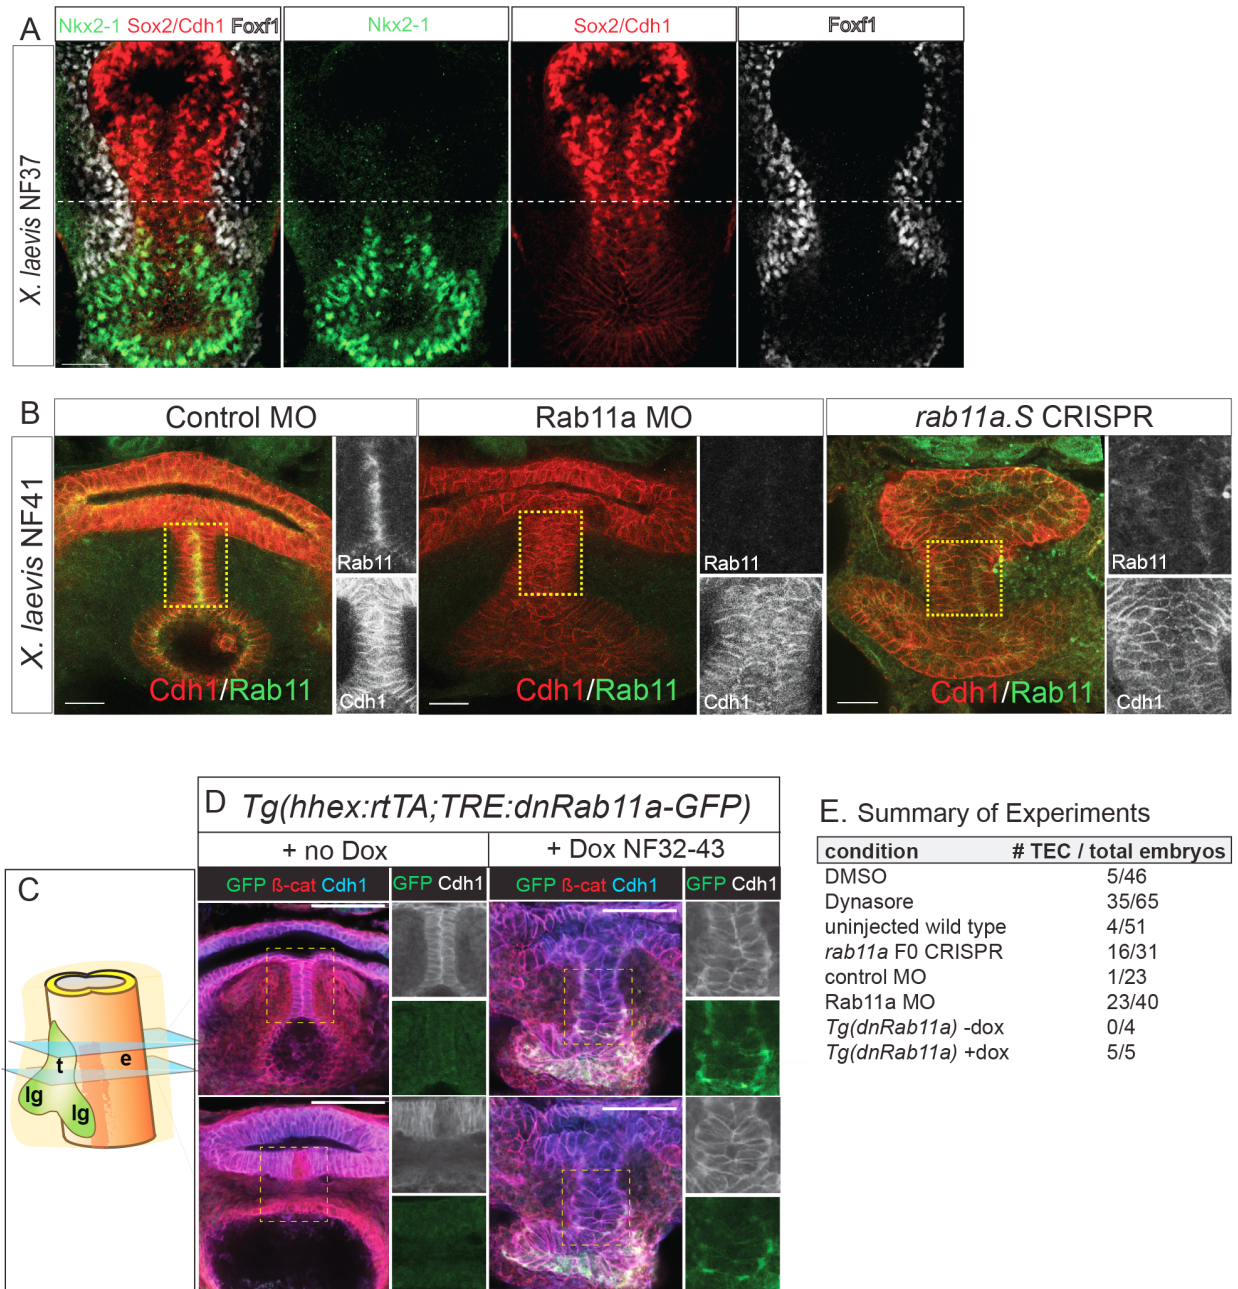 A
Nkx2-1 Sox2/Cdh1 Foxf1
Nkx2-1
Sox2/Cdh1
Foxf1
X. laevis NF37
B
Control MO
Rab11a MO
rab11a.S CRISPR
X. laevis NF41
Cdh1/Rab11
Rab11
Cdh1
Cdh1/Rab11
Rab11
Cdh1
Cdh1/Rab11
Rab11
Cdh1
C
t
e
lg
lg
D Tg(hhex:rtTA;TRE:dnRab11a-GFP)
+ no Dox
+ Dox NF32-43
GFP ß-cat Cdh1
GFP Cdh1
GFP ß-cat Cdh1
GFP Cdh1
E. Summary of Experiments
condition # TEC / total embryos
DMSO 5/46
Dynasore 35/65
uninjected wild type 4/51
rab11a F0 CRISPR 16/31
control MO 1/23
Rab11a MO 23/40
Tg(dnRab11a) -dox 0/4
Tg(dnRab11a) +dox 5/5